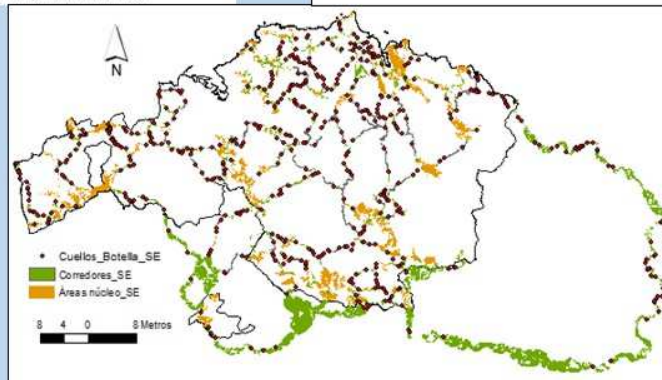 N
Cuellos_Botella_SE
Corredores_SE
Áreas núcleo_SE
8 4 0 8 Metros